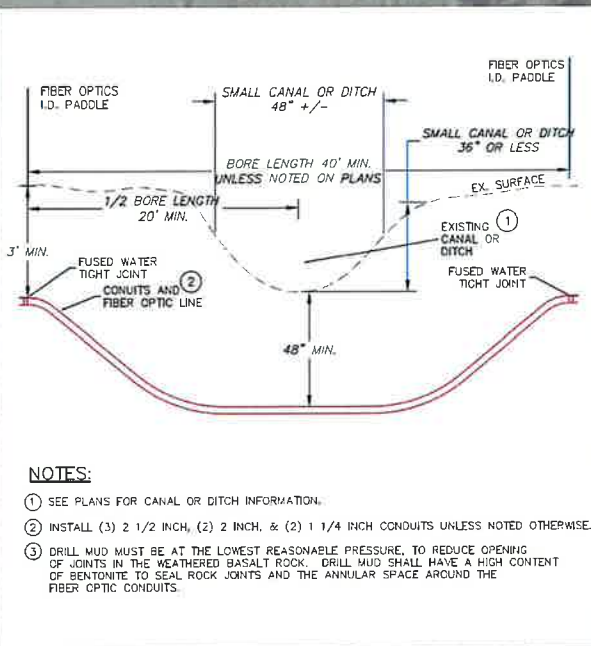 FIBER OPTICS
I.D. PADDLE
SMALL CANAL OR DITCH
48" +/-
FIBER OPTICS
I.D. PADDLE
SMALL CANAL OR DITCH
36" OR LESS
BORE LENGTH 40' MIN.
UNLESS NOTED ON PLANS
EX. SURFACE
1/2 BORE LENGTH
20' MIN.
EXISTING 1
CANAL OR
DITCH
3' MIN.
FUSED WATER
TIGHT JOINT
CONUITS AND 2
FIBER OPTIC LINE
FUSED WATER
TIGHT JOINT
48" MIN.
NOTES:
1 SEE PLANS FOR CANAL OR DITCH INFORMATION.
2 INSTALL (3) 2 1/2 INCH, (2) 2 INCH, & (2) 1 1/4 INCH CONDUITS UNLESS NOTED OTHERWISE.
3 DRILL MUD MUST BE AT THE LOWEST REASONABLE PRESSURE, TO REDUCE OPENING
OF JOINTS IN THE WEATHERED BASALT ROCK. DRILL MUD SHALL HAVE A HIGH CONTENT
OF BENTONITE TO SEAL ROCK JOINTS AND THE ANNULAR SPACE AROUND THE
FIBER OPTIC CONDUITS.